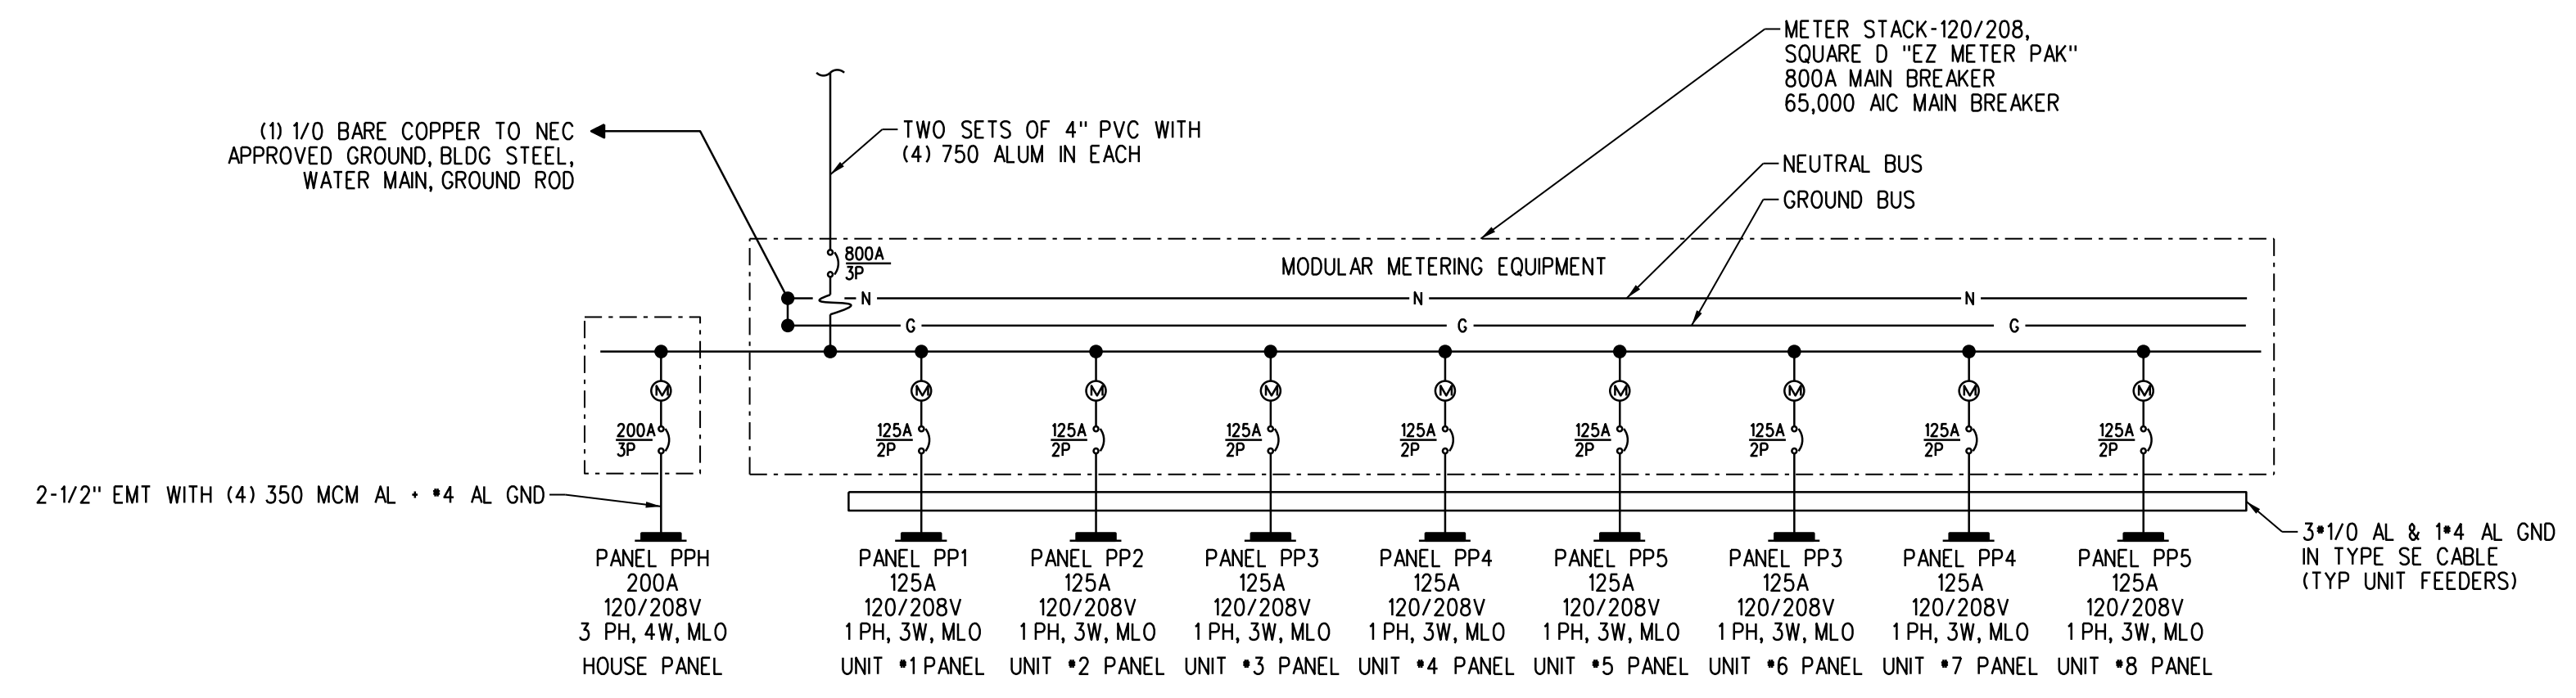 METER STACK-120/208,
SQUARE D "EZ METER PAK"
800A MAIN BREAKER
65,000 AIC MAIN BREAKER
(1) 1/0 BARE COPPER TO NEC
APPROVED GROUND, BLDG STEEL,
WATER MAIN, GROUND ROD
TWO SETS OF 4" PVC WITH
(4) 750 ALUM IN EACH
NEUTRAL BUS
GROUND BUS
800A
3P
MODULAR METERING EQUIPMENT
N
N
N
G
G
G
M
M
M
M
M
M
M
M
M
200A
3P
125A
2P
125A
2P
125A
2P
125A
2P
125A
2P
125A
2P
125A
2P
125A
2P
2-1/2" EMT WITH (4) 350 MCM AL + #4 AL GND
3#1/0 AL & 1#4 AL GND
IN TYPE SE CABLE
(TYP UNIT FEEDERS)
PANEL PPH
200A
120/208V
3 PH, 4W, MLO
HOUSE PANEL
PANEL PP1
125A
120/208V
1 PH, 3W, MLO
UNIT #1 PANEL
PANEL PP2
125A
120/208V
1 PH, 3W, MLO
UNIT #2 PANEL
PANEL PP3
125A
120/208V
1 PH, 3W, MLO
UNIT #3 PANEL
PANEL PP4
125A
120/208V
1 PH, 3W, MLO
UNIT #4 PANEL
PANEL PP5
125A
120/208V
1 PH, 3W, MLO
UNIT #5 PANEL
PANEL PP3
125A
120/208V
1 PH, 3W, MLO
UNIT #6 PANEL
PANEL PP4
125A
120/208V
1 PH, 3W, MLO
UNIT #7 PANEL
PANEL PP5
125A
120/208V
1 PH, 3W, MLO
UNIT #8 PANEL